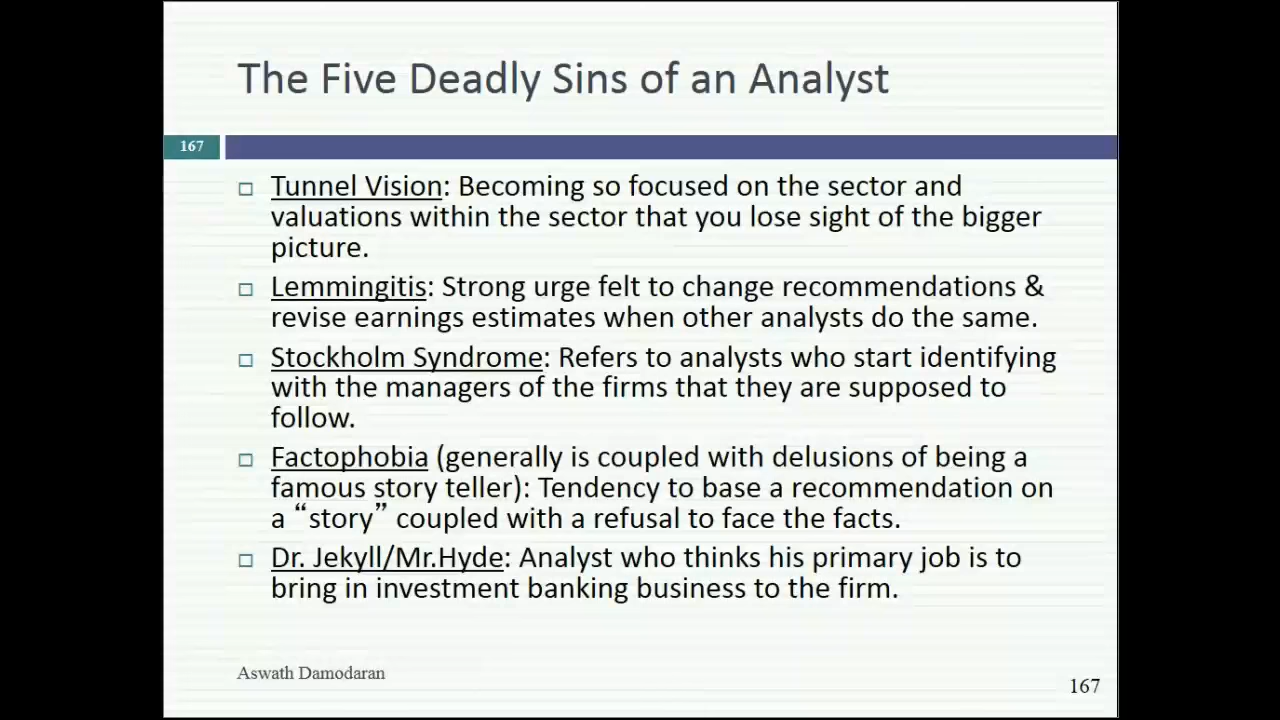 The Five Deadly Sins of an Analyst
167
Tunnel Vision: Becoming so focused on the sector and
valuations within the sector that you lose sight of the bigger
picture.
Lemmingitis: Strong urge felt to change recommendations &
revise earnings estimates when other analysts do the same.
Stockholm Syndrome: Refers to analysts who start identifying
with the managers of the firms that they are supposed to
follow.
Factophobia (generally is coupled with delusions of being a
famous story teller): Tendency to base a recommendation on
a “story” coupled with a refusal to face the facts.
Dr. Jekyll/Mr.Hyde: Analyst who thinks his primary job is to
bring in investment banking business to the firm.
Aswath Damodaran
167